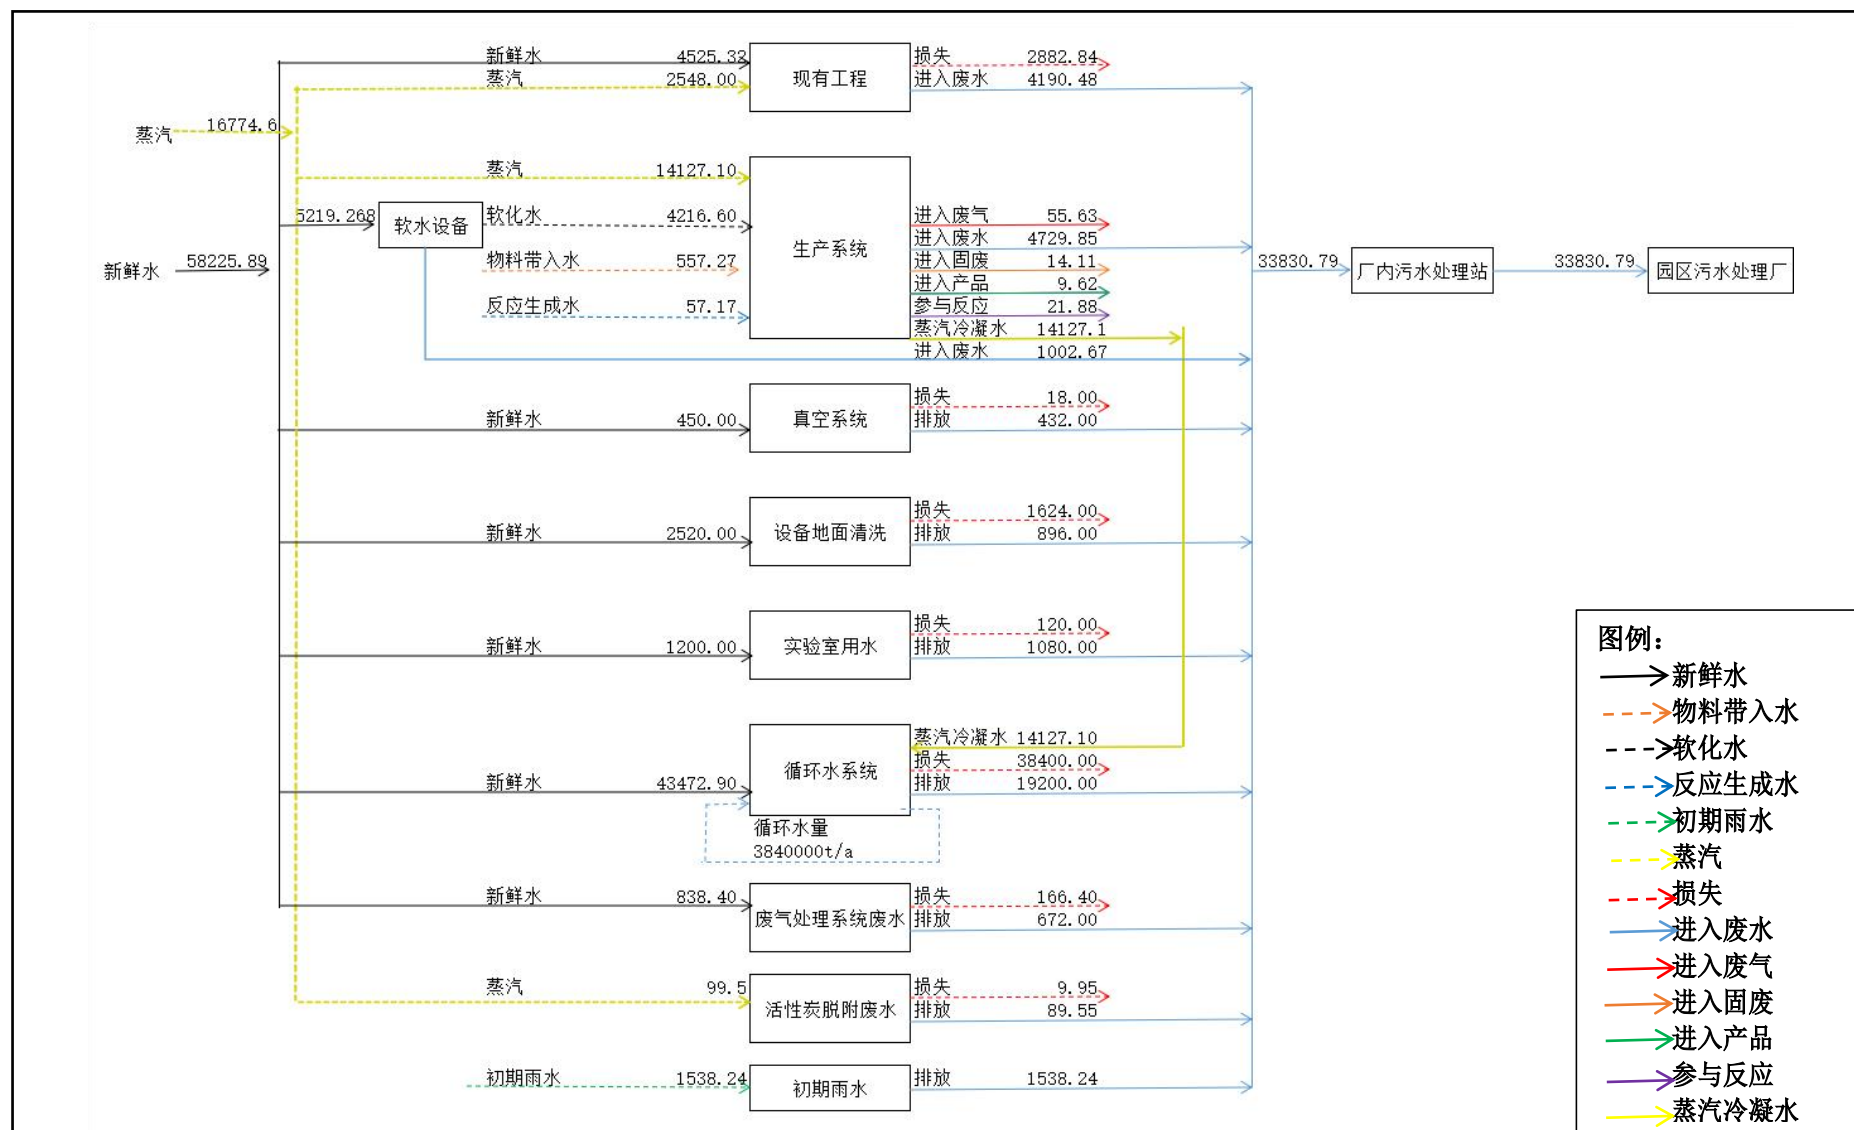 新鲜水 4525.32
蒸汽 2548.00
现有工程
损失 2882.84
进入废水 4190.48
蒸汽 16774.6
蒸汽 14127.10
5219.268
软水设备
软化水 4216.60
物料带入水 557.27
反应生成水 57.17
生产系统
进入废气 55.63
进入废水 4729.85
进入固废 14.11
进入产品 9.62
参与反应 21.88
蒸汽冷凝水 14127.1
进入废水 1002.67
新鲜水 58225.89
33830.79
厂内污水处理站
33830.79
园区污水处理厂
新鲜水 450.00
真空系统
损失 18.00
排放 432.00
新鲜水 2520.00
设备地面清洗
损失 1624.00
排放 896.00
新鲜水 1200.00
实验室用水
损失 120.00
排放 1080.00
新鲜水 43472.90
循环水系统
蒸汽冷凝水 14127.10
损失 38400.00
排放 19200.00
循环水量
3840000t/a
新鲜水 838.40
废气处理系统废水
损失 166.40
排放 672.00
蒸汽 99.5
活性炭脱附废水
损失 9.95
排放 89.55
初期雨水 1538.24
初期雨水
排放 1538.24
图例：
新鲜水
物料带入水
软化水
反应生成水
初期雨水
蒸汽
损失
进入废水
进入废气
进入固废
进入产品
参与反应
蒸汽冷凝水